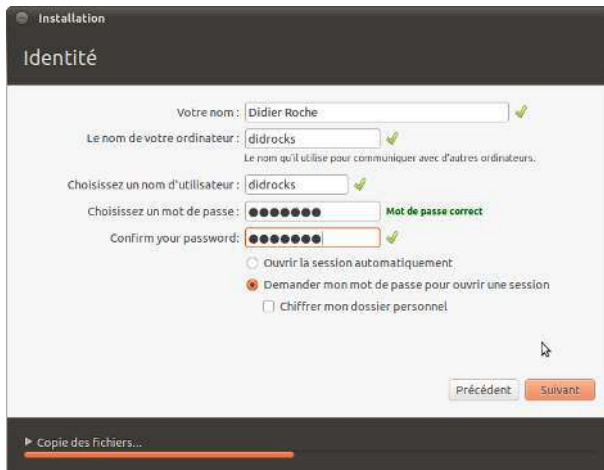 Installation
Identité
Votre nom : Didier Roche
Le nom de votre ordinateur : didrocks
Le nom qu'il utilise pour communiquer avec d'autres ordinateurs.
Choisissez un nom d'utilisateur : didrocks
Choisissez un mot de passe : ●●●●●●● Mot de passe correct
Confirm your password: ●●●●●●●
Ouvrir la session automatiquement
Demander mon mot de passe pour ouvrir une session
Chiffrer mon dossier personnel
Précédent Suivant
Copie des fichiers...